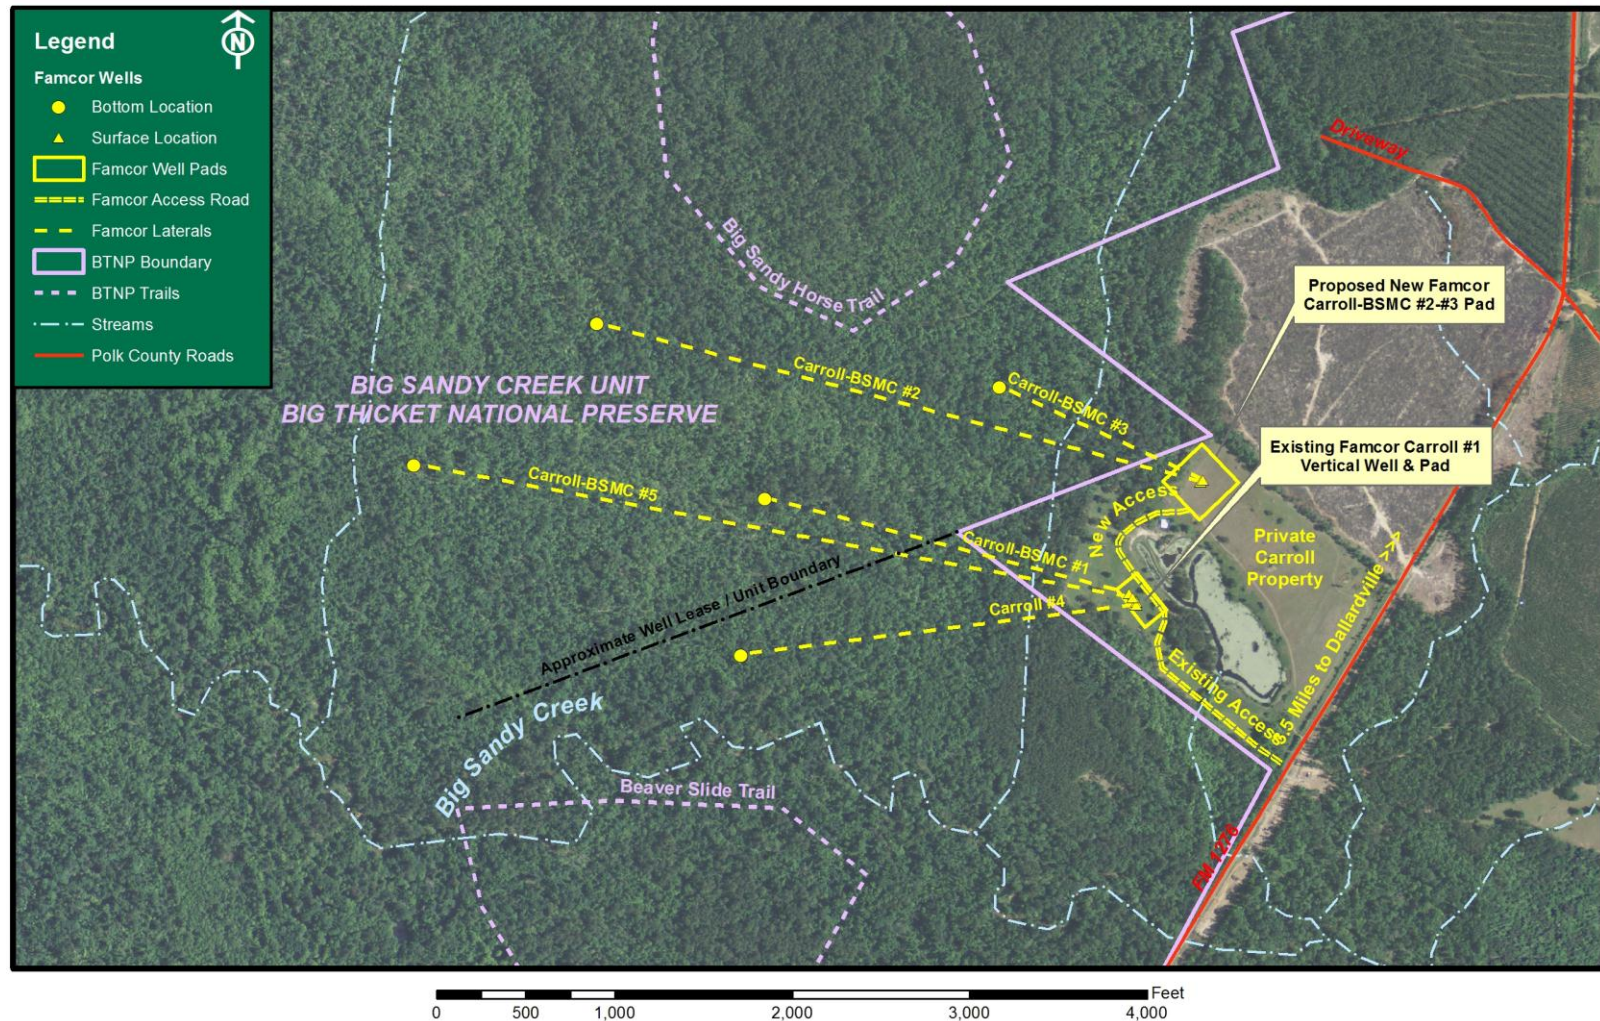 Legend
N
Famcor Wells
Bottom Location
Surface Location
Famcor Well Pads
Famcor Access Road
Famcor Laterals
BTNP Boundary
BTNP Trails
Streams
Polk County Roads
Driveway
Big Sandy Horse Trail
Proposed New Famcor
Carroll-BSMC #2-#3 Pad
Carroll-BSMC #2
Carroll-BSMC #3
BIG SANDY CREEK UNIT
BIG THICKET NATIONAL PRESERVE
Existing Famcor Carroll #1
Vertical Well & Pad
Carroll-BSMC #5
New Access
Carroll-BSMC #1
Private
Carroll
Property
Approximate Well Lease / Unit Boundary
Carroll #4
Existing Access
5.5 Miles to Dallardville >>>
Big Sandy Creek
Beaver Slide Trail
FM 1276
Feet
0 500 1,000 2,000 3,000 4,000